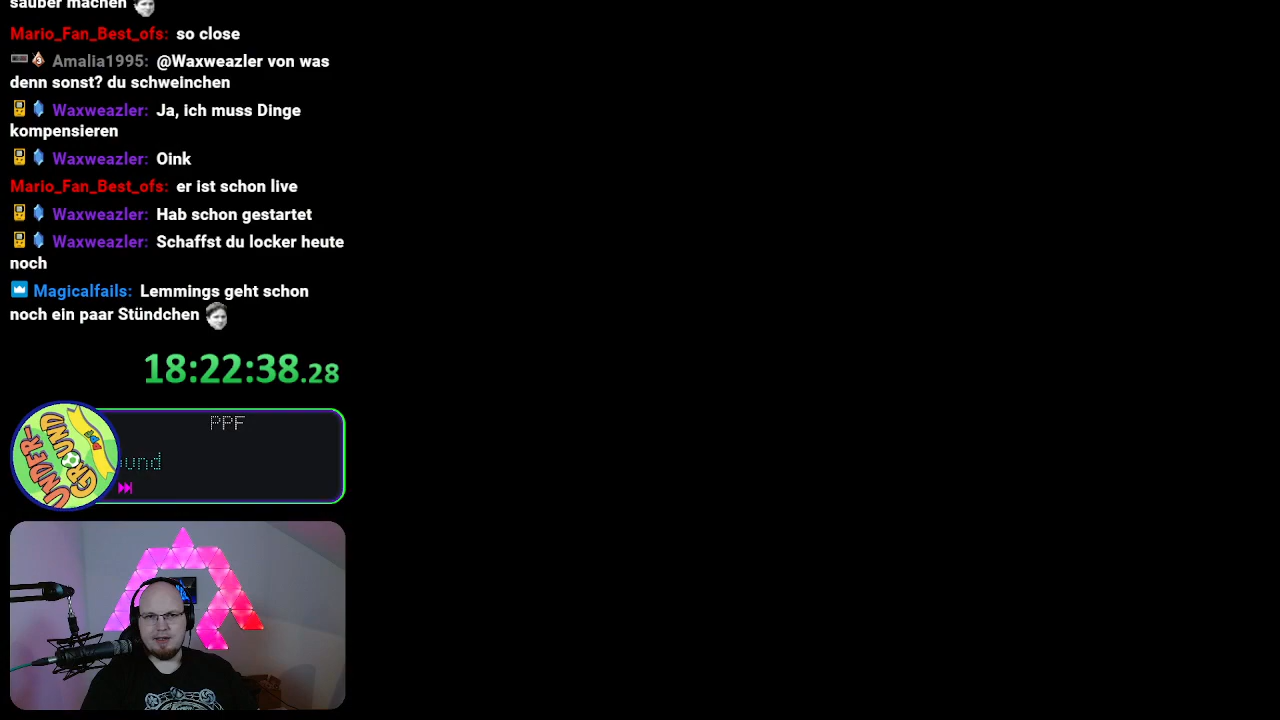 sauber machen
Mario_Fan_Best_ofs: so close
3 Amalia1995: @Waxweazler von was
denn sonst? du schweinchen
Waxweazler: Ja, ich muss Dinge
kompensieren
Waxweazler: Oink
Mario_Fan_Best_ofs: er ist schon live
Waxweazler: Hab schon gestartet
Waxweazler: Schaffst du locker heute
noch
Magicalfails: Lemmings geht schon
noch ein paar Stündchen
18:22:38.28
PPF
UNDER-
GROUND
und